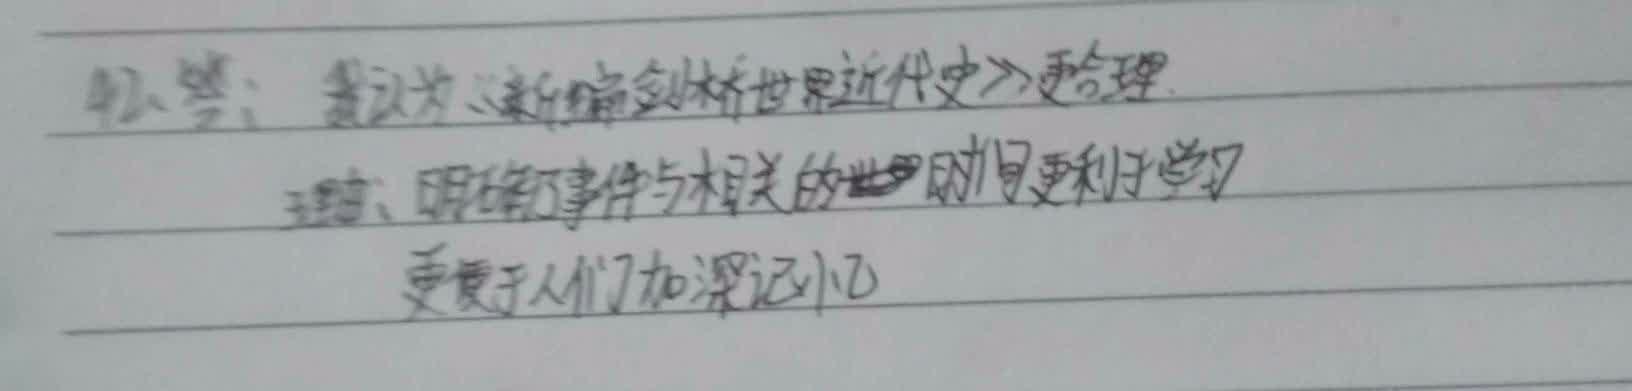 42、答：我认为《新编剑桥世界近代史》更合理.
理由、明确了事件与相关的时间更利于学习
更便于人们加深记忆